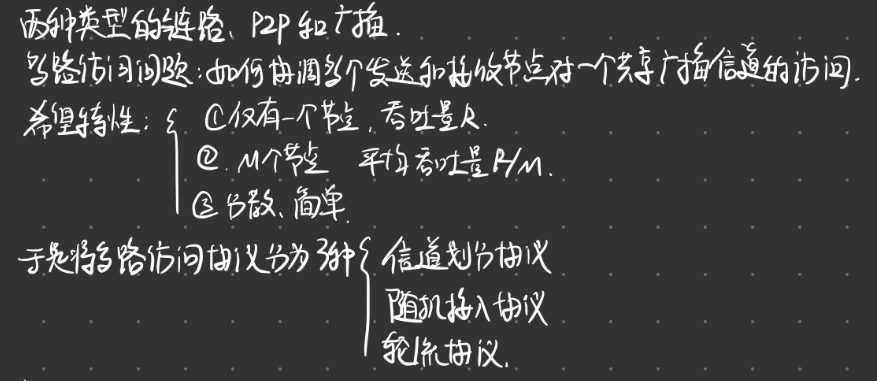 两种类型的链路、P2P和广播.
多路访问问题:如何协调多个发送和接收节点对一个共享广播信道的访问.
希望特性: { ①仅有一个节点,吞吐量R.
②. M个节点 平均吞吐量R/M.
③分散、简单.
于是将多路访问协议分为3种{ 信道划分协议
随机接入协议
轮流协议.